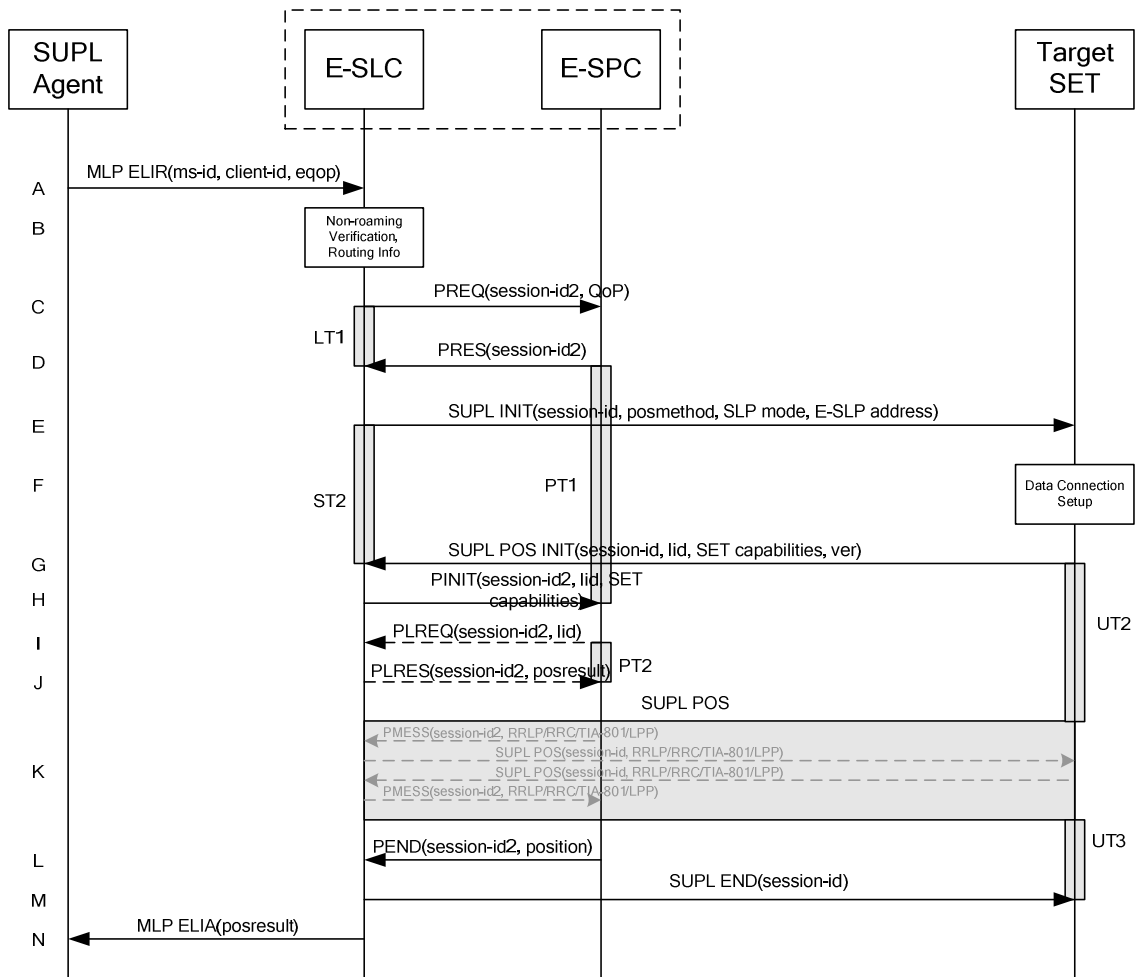 SUPL
Agent
E-SLC
E-SPC
Target
SET
A
MLP ELIR(ms-id, client-id, eqop)
B
Non-roaming
Verification,
Routing Info
C
PREQ(session-id2, QoP)
LT1
D
PRES(session-id2)
E
SUPL INIT(session-id, posmethod, SLP mode, E-SLP address)
F
ST2
PT1
Data Connection
Setup
G
SUPL POS INIT(session-id, lid, SET capabilities, ver)
H
PINIT(session-id2, lid, SET
capabilities)
I
PLREQ(session-id2, lid)
UT2
J
PLRES(session-id2, posresult)
PT2
SUPL POS
PMESS(session-id2, RRLP/RRC/TIA-801/LPP)
SUPL POS(session-id, RRLP/RRC/TIA-801/LPP)
K
SUPL POS(session-id, RRLP/RRC/TIA-801/LPP)
PMESS(session-id2, RRLP/RRC/TIA-801/LPP)
L
PEND(session-id2, position)
UT3
M
SUPL END(session-id)
N
MLP ELIA(posresult)